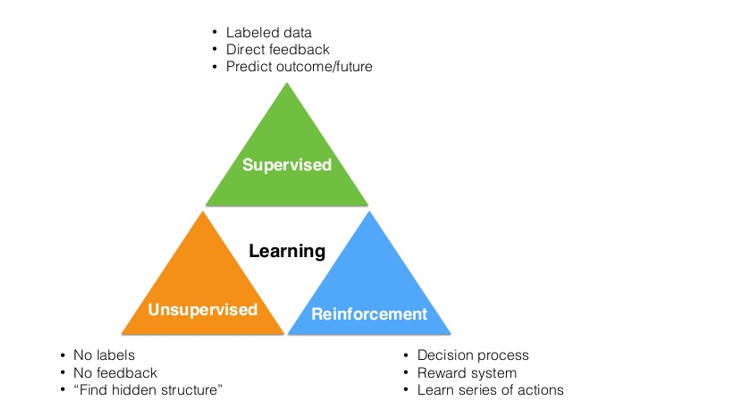 • Labeled data
• Direct feedback
• Predict outcome/future
Supervised
Learning
Unsupervised
Reinforcement
• No labels
• No feedback
• “Find hidden structure”
• Decision process
• Reward system
• Learn series of actions